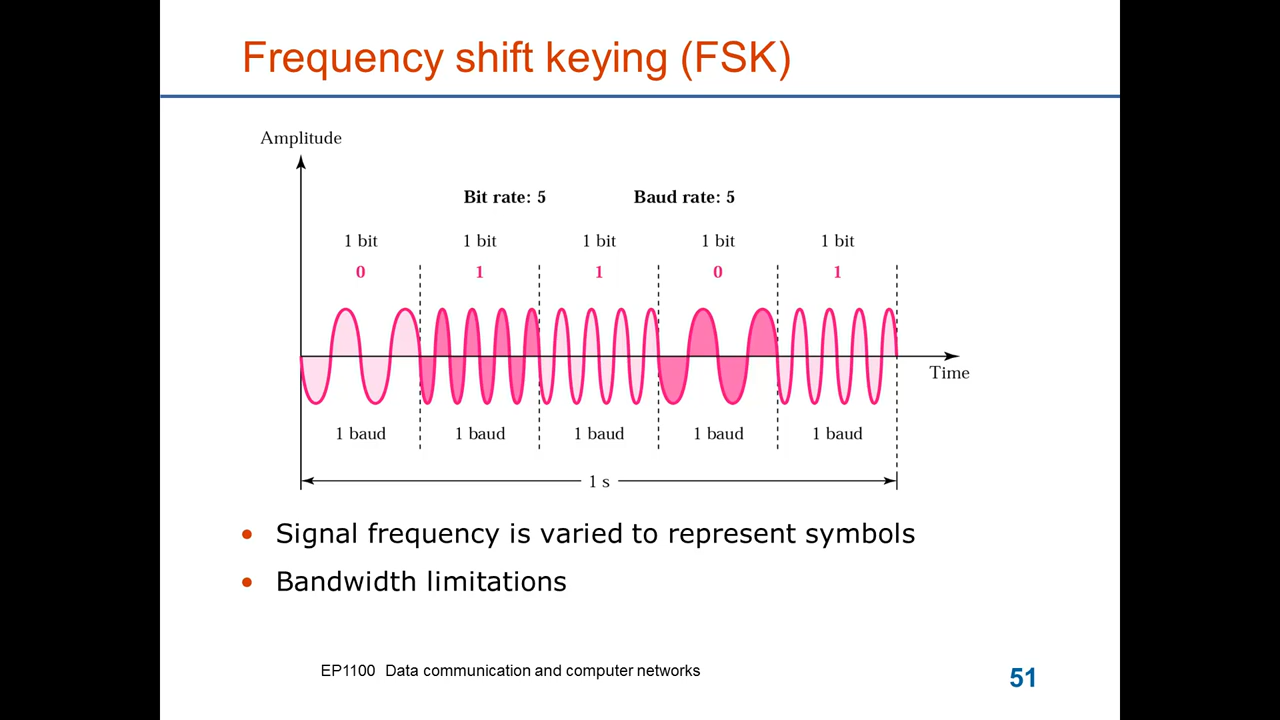 Frequency shift keying (FSK)
Amplitude
Bit rate: 5 Baud rate: 5
1 bit 1 bit 1 bit 1 bit 1 bit
0 1 1 0 1
Time
1 baud 1 baud 1 baud 1 baud 1 baud
1 s
• Signal frequency is varied to represent symbols
• Bandwidth limitations
EP1100 Data communication and computer networks
51